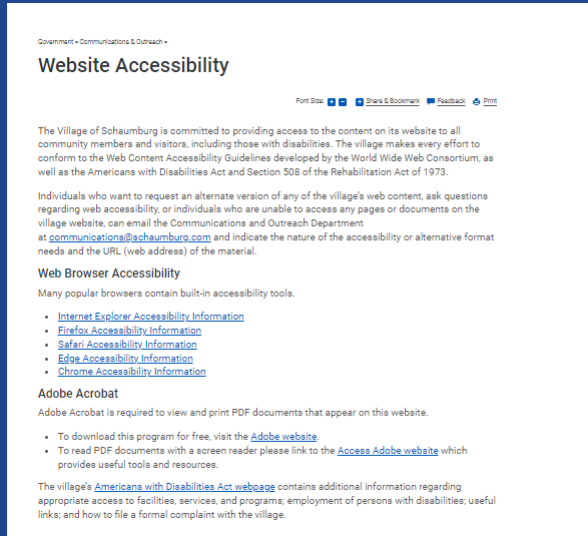 Government » Communications & Outreach »
Website Accessibility
Font Size: + - + Share & Bookmark Feedback Print
The Village of Schaumburg is committed to providing access to the content on its website to all
community members and visitors, including those with disabilities. The village makes every effort to
conform to the Web Content Accessibility Guidelines developed by the World Wide Web Consortium, as
well as the Americans with Disabilities Act and Section 508 of the Rehabilitation Act of 1973.
Individuals who want to request an alternate version of any of the village's web content, ask questions
regarding web accessibility, or individuals who are unable to access any pages or documents on the
village website, can email the Communications and Outreach Department
at communications@schaumburg.com and indicate the nature of the accessibility or alternative format
needs and the URL (web address) of the material.
Web Browser Accessibility
Many popular browsers contain built-in accessibility tools.
• Internet Explorer Accessibility Information
• Firefox Accessibility Information
• Safari Accessibility Information
• Edge Accessibility Information
• Chrome Accessibility Information
Adobe Acrobat
Adobe Acrobat is required to view and print PDF documents that appear on this website.
• To download this program for free, visit the Adobe website.
• To read PDF documents with a screen reader please link to the Access Adobe website which
provides useful tools and resources.
The village's Americans with Disabilities Act webpage contains additional information regarding
appropriate access to facilities, services, and programs; employment of persons with disabilities; useful
links; and how to file a formal complaint with the village.